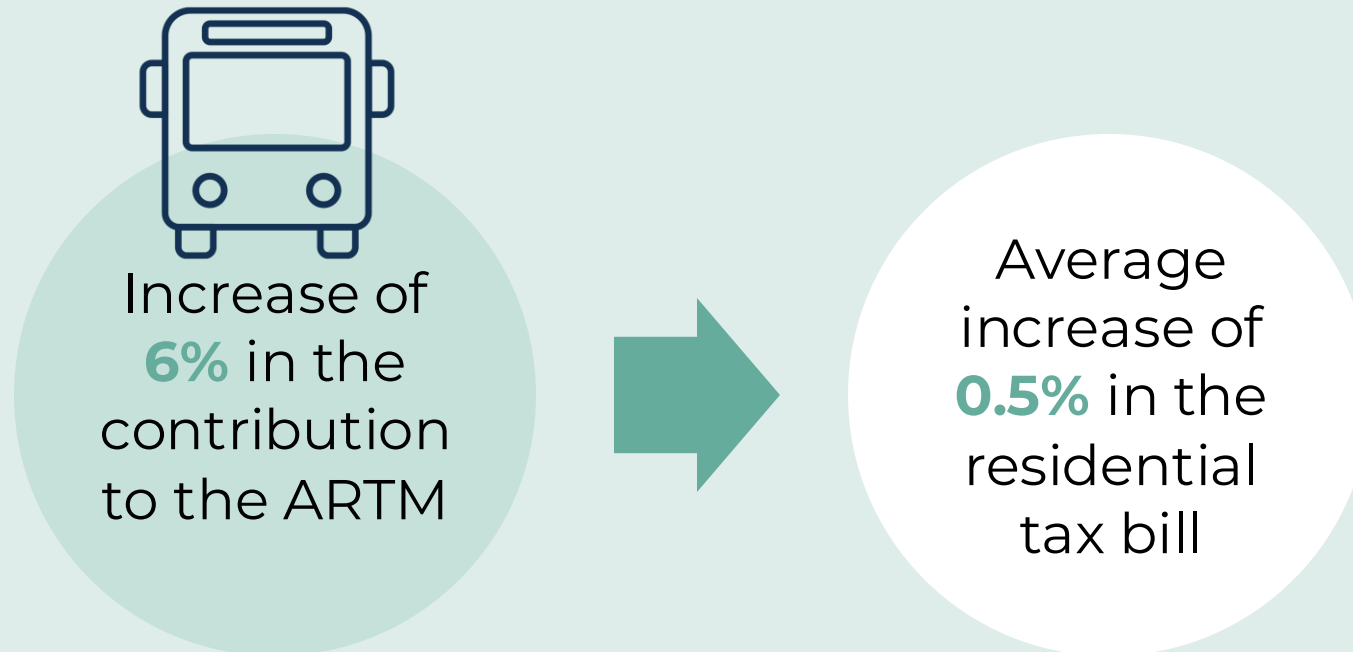 Increase of
6% in the
contribution
to the ARTM
Average
increase of
0.5% in the
residential
tax bill